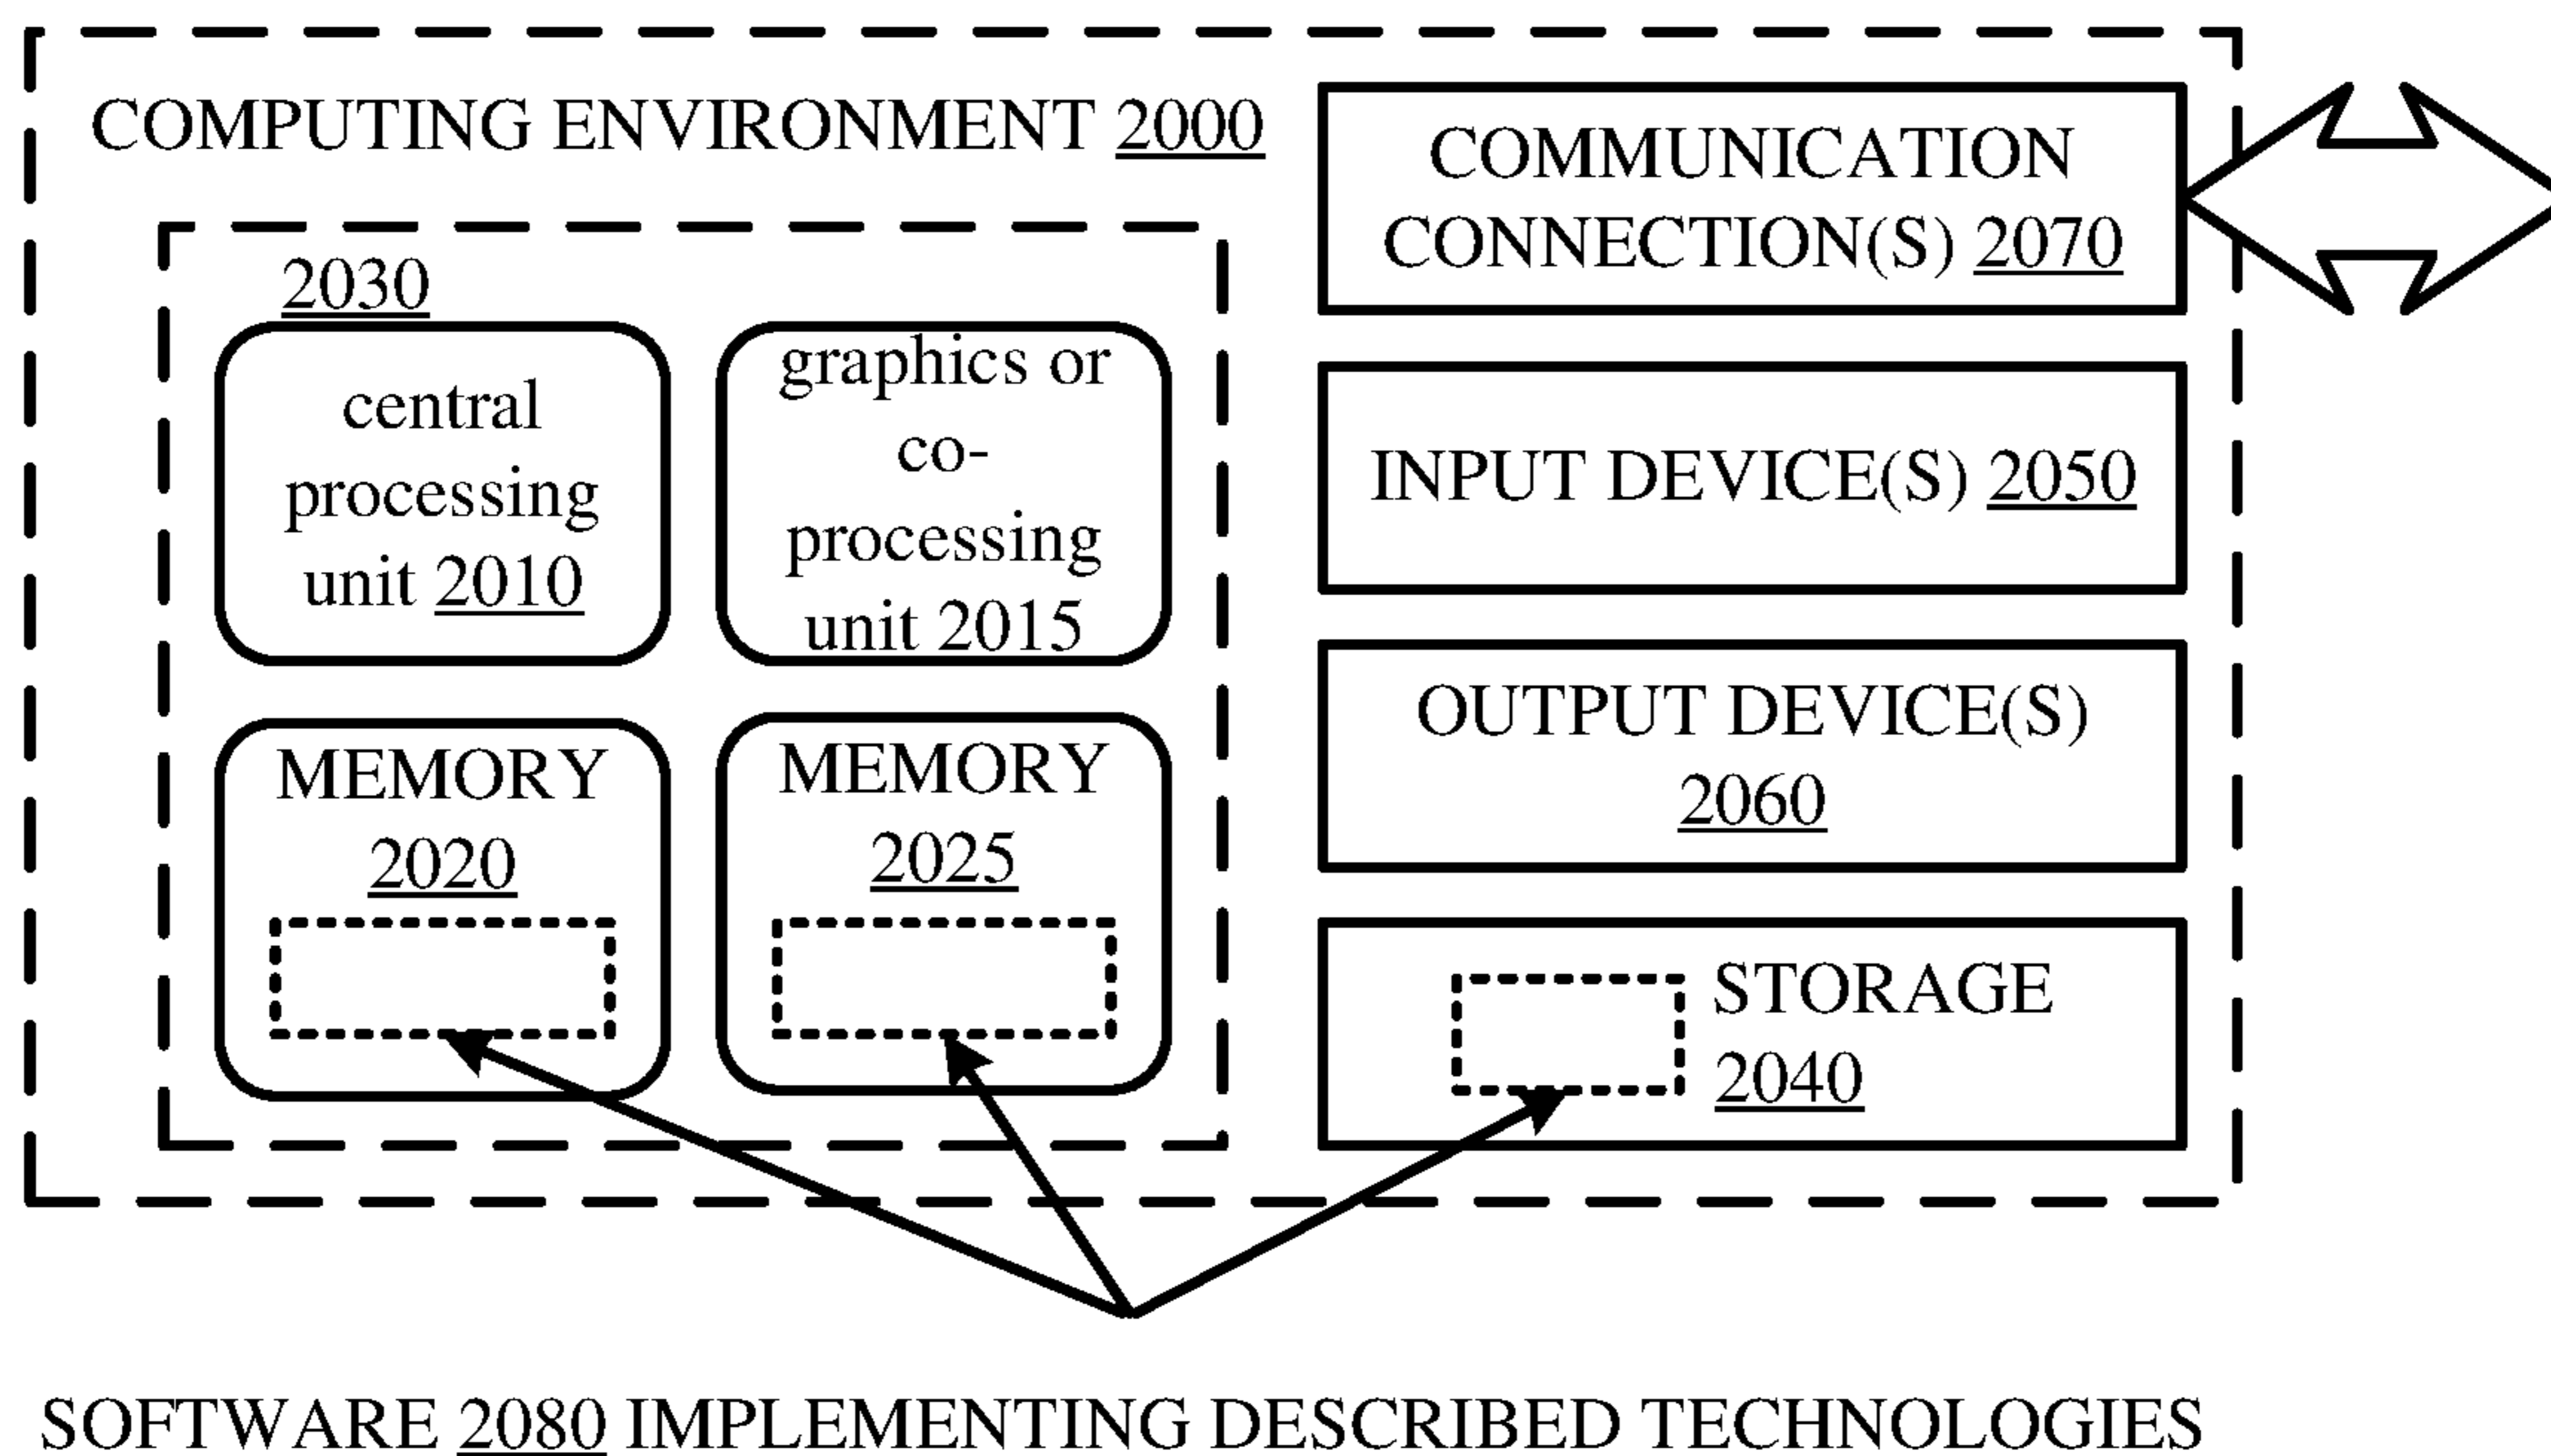 COMPUTING ENVIRONMENT 2000
2030
central
processing
unit 2010
graphics or
co-
processing
unit 2015
MEMORY
2020
MEMORY
2025
COMMUNICATION
CONNECTION(S) 2070
INPUT DEVICE(S) 2050
OUTPUT DEVICE(S)
2060
STORAGE
2040
SOFTWARE 2080 IMPLEMENTING DESCRIBED TECHNOLOGIES